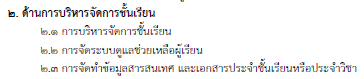 ๒. ด้านการบริหารจัดการชั้นเรียน
๒.๑ การบริหารจัดการชั้นเรียน
๒.๒ การจัดระบบดูแลช่วยเหลือผู้เรียน
๒.๓ การจัดทำข้อมูลสารสนเทศ และเอกสารประจำชั้นเรียนหรือประจำวิชา